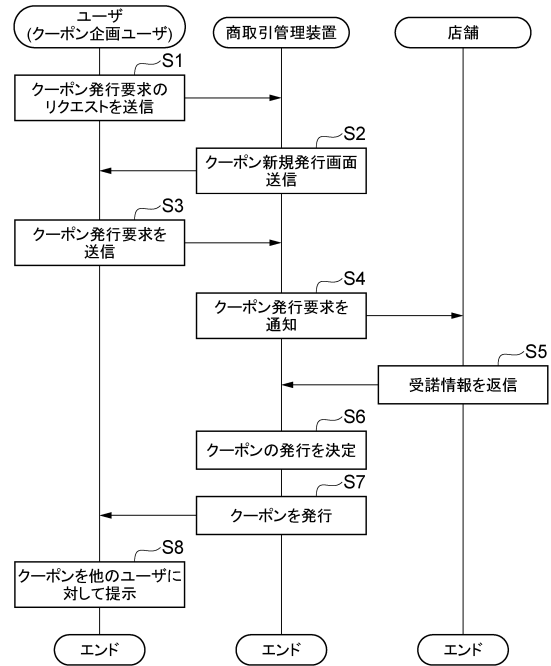 ユーザ
(クーポン企画ユーザ)
商取引管理装置
店舗
S1
クーポン発行要求の
リクエストを送信
S2
クーポン新規発行画面
送信
S3
クーポン発行要求を
送信
S4
クーポン発行要求を
通知
S5
受諾情報を返信
S6
クーポンの発行を決定
S7
クーポンを発行
S8
クーポンを他のユーザに
対して提示
エンド
エンド
エンド